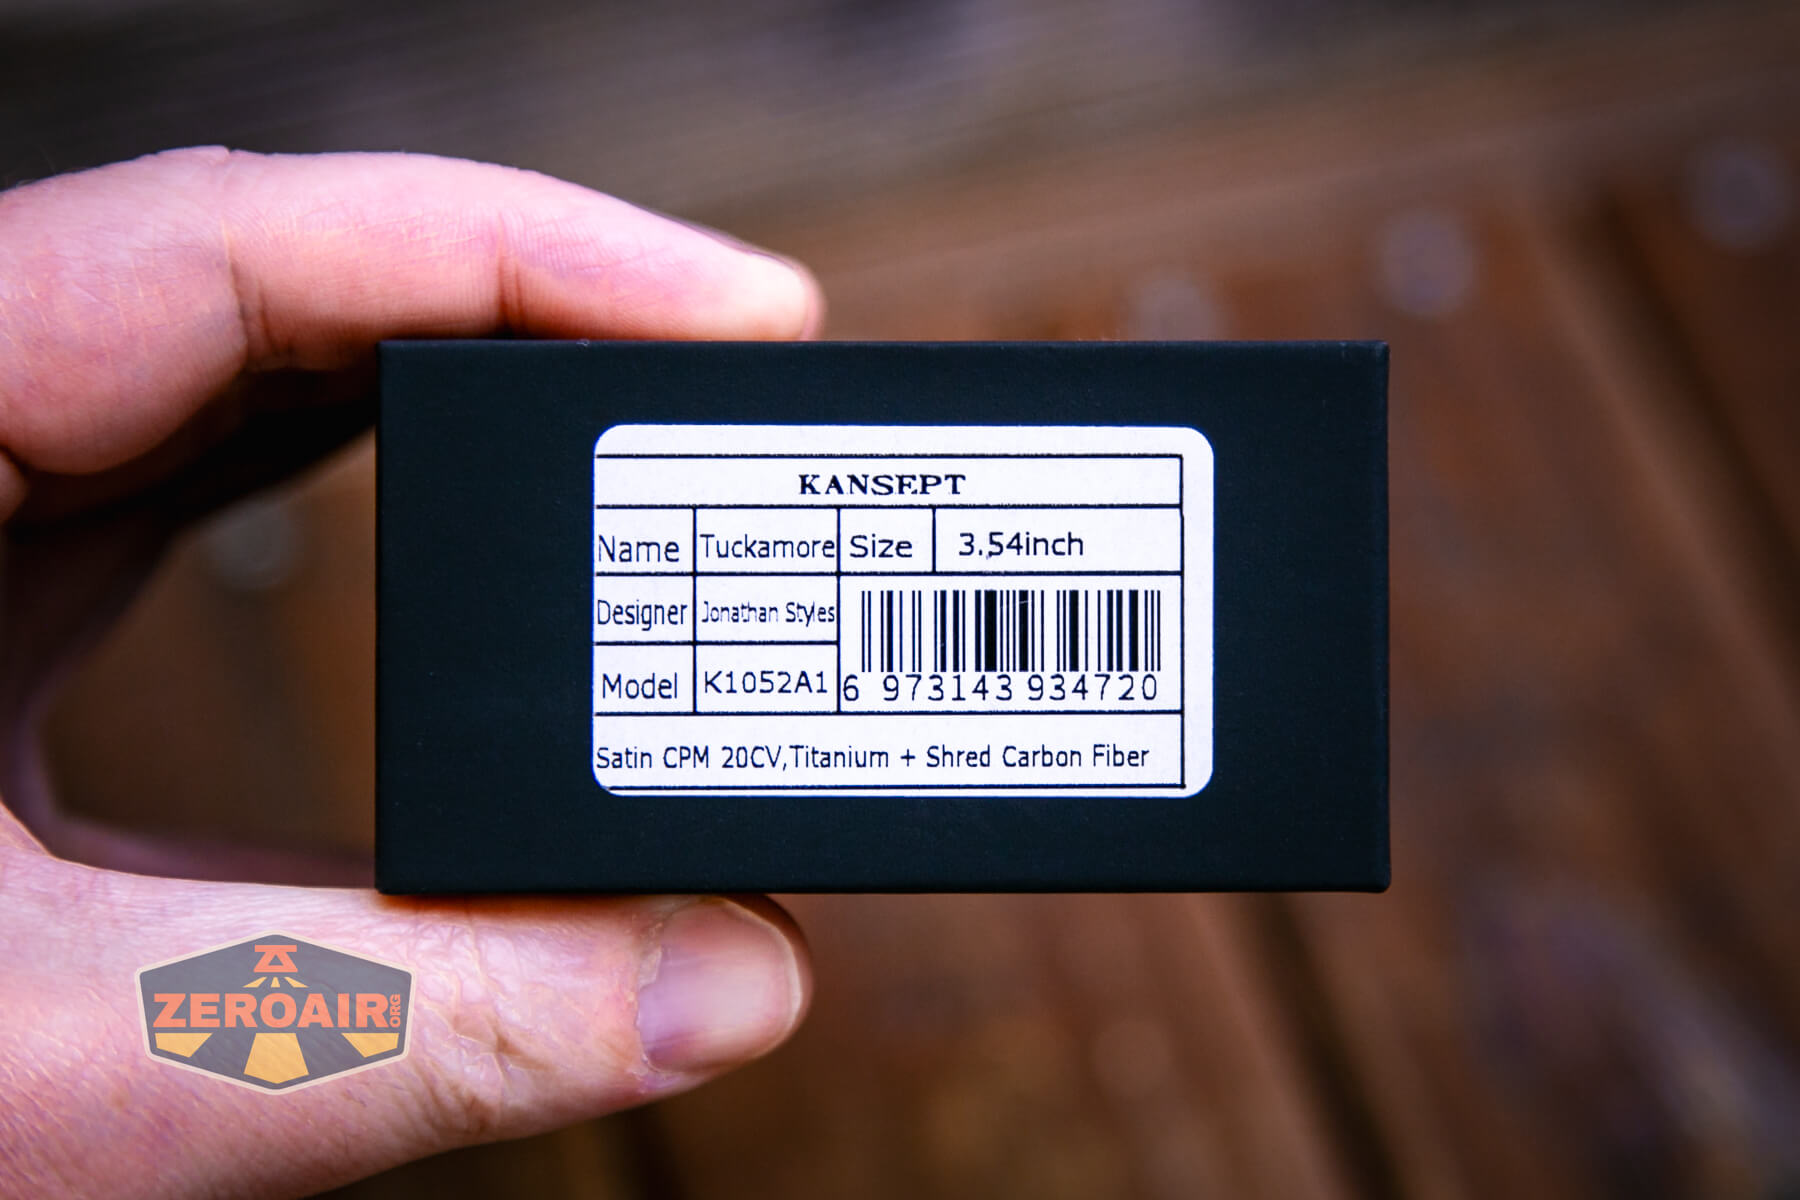 KANSEPT
Name Tuckamore Size 3.54inch
Designer Jonathan Styles
Model K1052A1
6 973143 934720
Satin CPM 20CV,Titanium + Shred Carbon Fiber
ZEROAIR.ORG